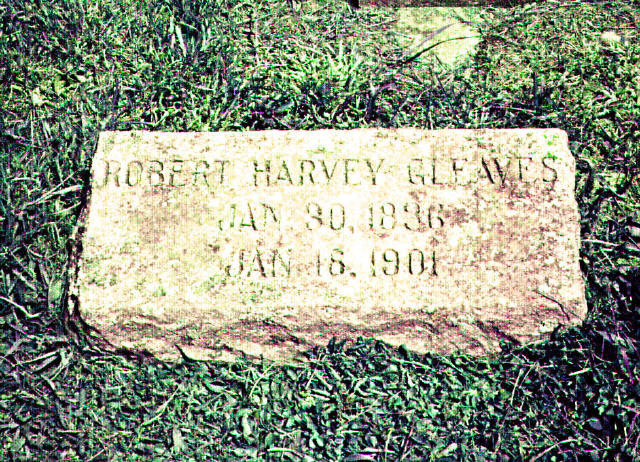 ROBERT HARVEY GLEAVES
JAN 30, 1836
JAN 18, 1901